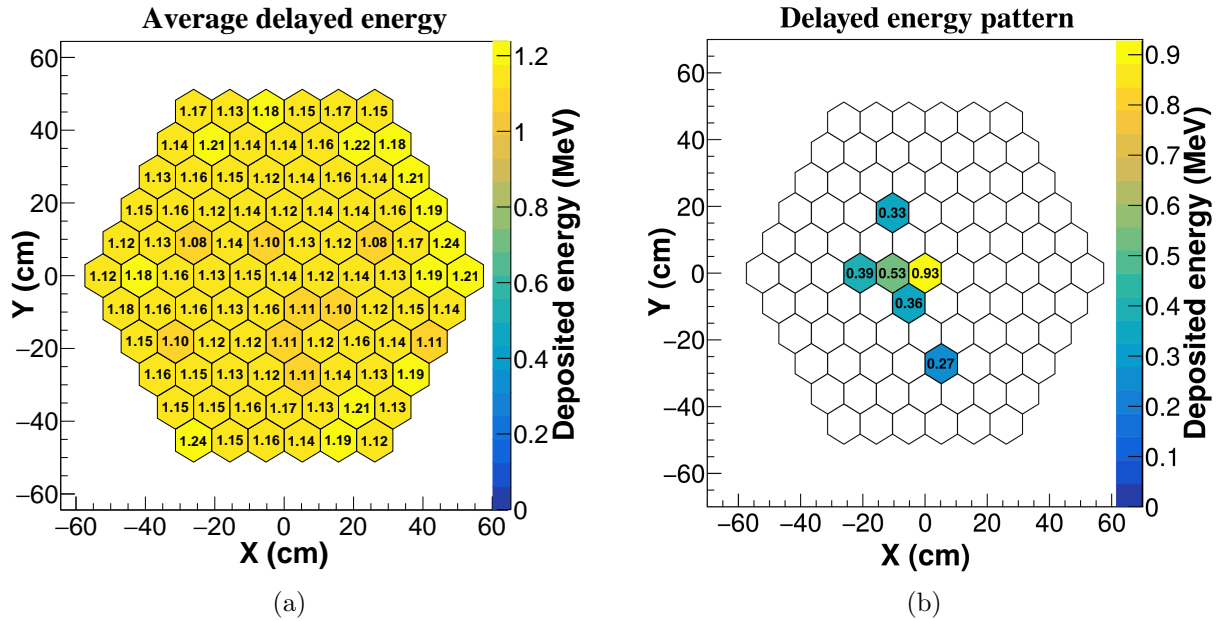 Average delayed energy
Delayed energy pattern
60
40
20
0
−20
−40
−60
Y (cm)
1.17 1.13 1.18 1.15 1.17 1.15
1.14 1.21 1.14 1.14 1.16 1.22 1.18
1.13 1.16 1.15 1.12 1.14 1.16 1.14 1.21
1.15 1.16 1.12 1.14 1.12 1.14 1.14 1.16 1.19
1.12 1.13 1.08 1.14 1.10 1.13 1.12 1.08 1.17 1.24
1.12 1.18 1.16 1.13 1.15 1.14 1.12 1.14 1.13 1.19 1.21
1.18 1.16 1.16 1.13 1.16 1.11 1.10 1.12 1.15 1.14
1.15 1.10 1.12 1.12 1.11 1.12 1.16 1.14 1.11
1.16 1.15 1.13 1.12 1.11 1.14 1.13 1.19
1.15 1.15 1.16 1.17 1.13 1.21 1.13
1.24 1.15 1.16 1.14 1.19 1.12
−60 −40 −20 0 20 40 60
X (cm)
1.2
1
0.8
0.6
0.4
0.2
0
Deposited energy (MeV)
(a)
60
40
20
0
−20
−40
−60
Y (cm)
0.33
0.39 0.53 0.93
0.36
0.27
−60 −40 −20 0 20 40 60
X (cm)
0.9
0.8
0.7
0.6
0.5
0.4
0.3
0.2
0.1
0
Deposited energy (MeV)
(b)